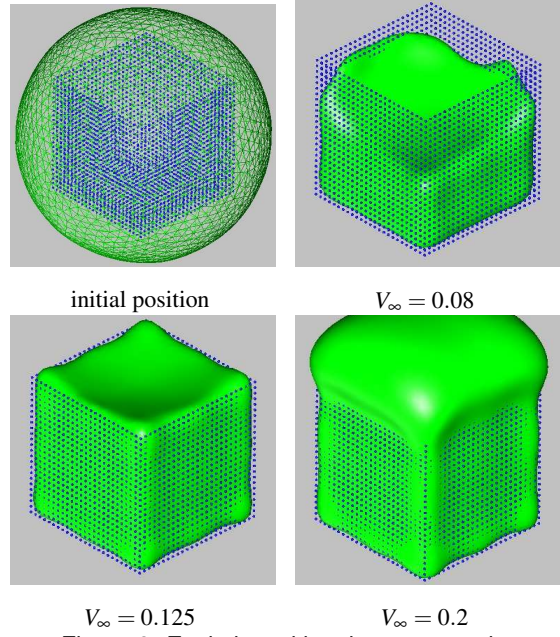 initial position
V∞ = 0.08
V∞ = 0.125
V∞ = 0.2